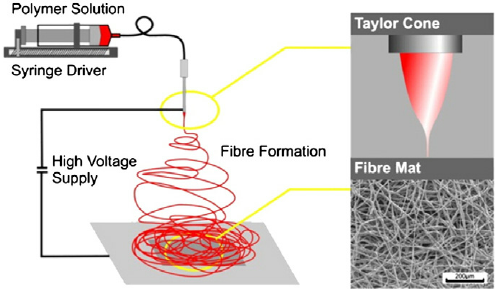 Polymer Solution
Syringe Driver
High Voltage
Supply
Fibre Formation
Taylor Cone
Fibre Mat
200µm